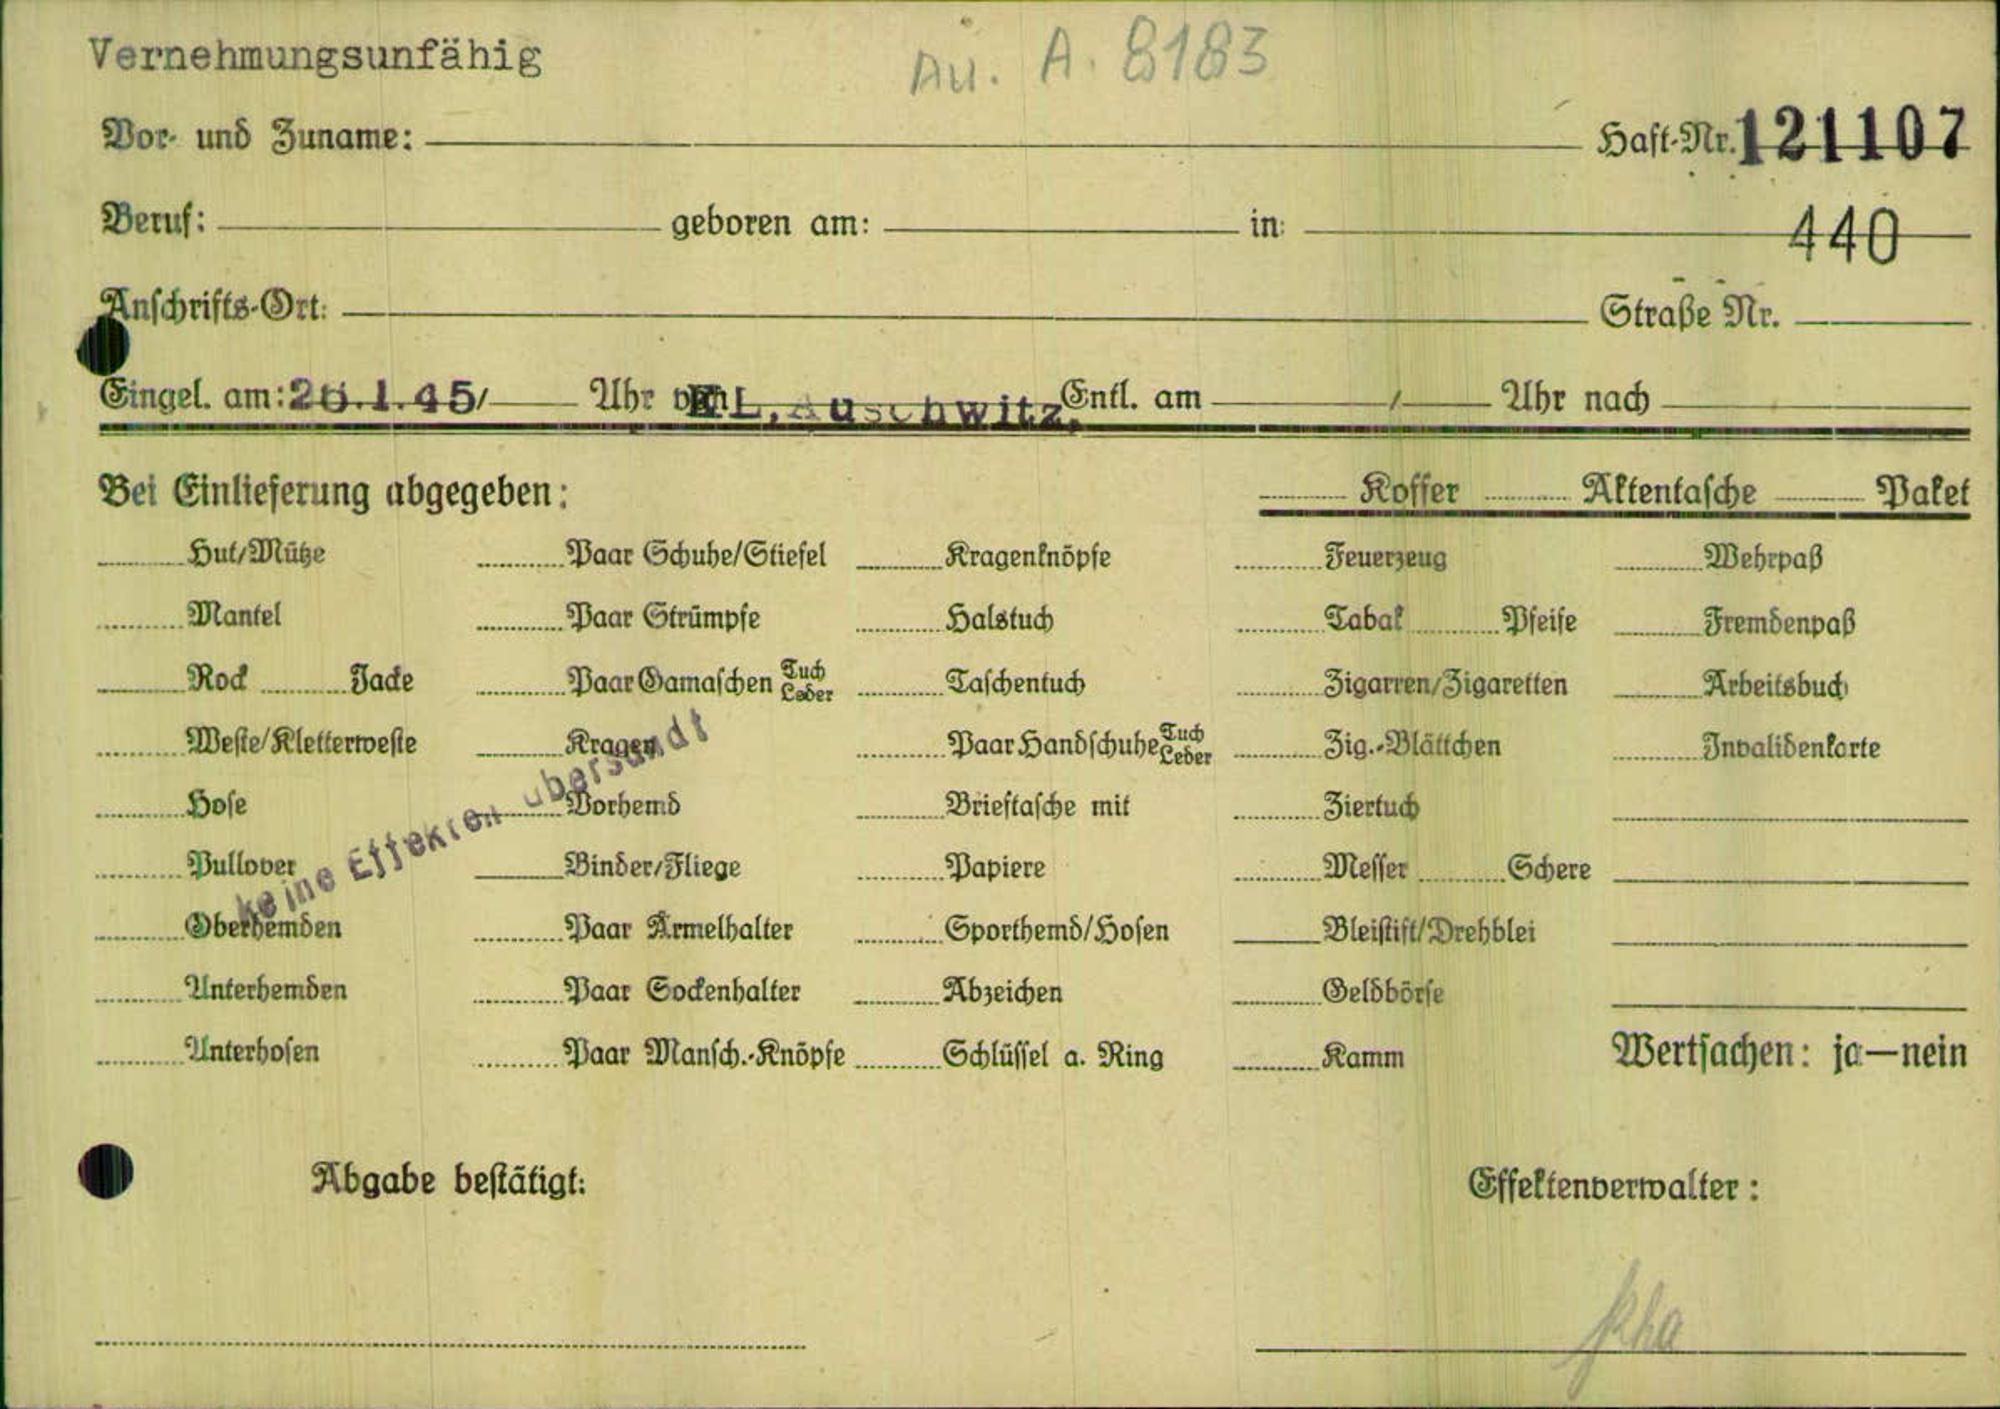 Vernehmungsunfähig
Au. A. 8183
Vor- und Zuname: Haft-Nr. 121107
Beruf: geboren am: in: 440
Anschrifts-Ort: Straße Nr.
Eingel. am: 26.1.45/ Uhr von KL. Auschwitz, Entl. am / Uhr nach
Bei Einlieferung abgegeben: Koffer Aktentasche Paket
Hut/Mütze Paar Schuhe/Stiefel Kragenknöpfe Feuerzeug Wehrpaß
Mantel Paar Strümpfe Halstuch Tabak Pfeife Fremdenpaß
Rock Jacke Paar Gamaschen Tuch Leder Taschentuch Zigarren/Zigaretten Arbeitsbuch
Weste/Kletterweste Kragen Paar Handschuhe Tuch Leder Zig.-Blättchen Invalidenkarte
Hose Vorhemd Brieftasche mit Ziertuch
Pullover Binder/Fliege Papiere Messer Schere
keine Effekten übersandt
Oberhemden Paar Ärmelhalter Sporthemd/Hosen Bleistift/Drehblei
Unterhemden Paar Sockenhalter Abzeichen Geldbörse
Unterhosen Paar Mansch.-Knöpfe Schlüssel a. Ring Kamm Wertsachen: ja—nein
Abgabe bestätigt: Effektenverwalter: